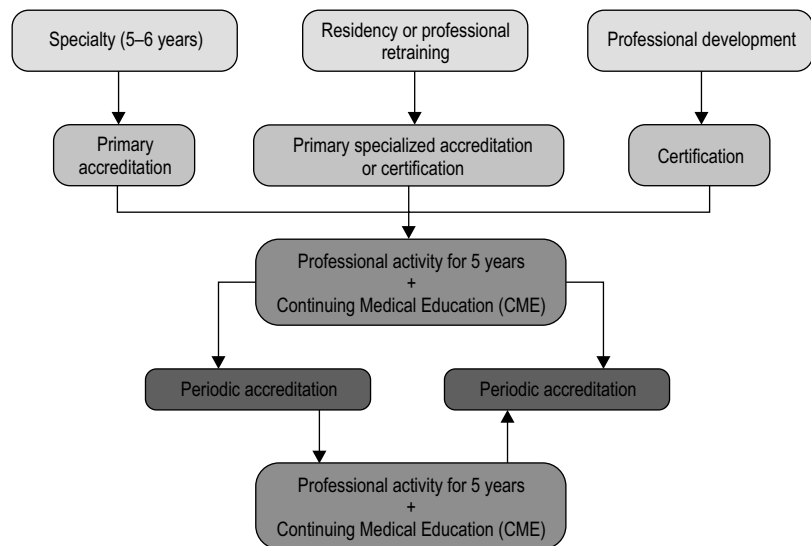 Specialty (5–6 years)
Residency or professional
retraining
Professional development
Primary
accreditation
Primary specialized accreditation
or certification
Certification
Professional activity for 5 years
+
Continuing Medical Education (CME)
Periodic accreditation
Periodic accreditation
Professional activity for 5 years
+
Continuing Medical Education (CME)